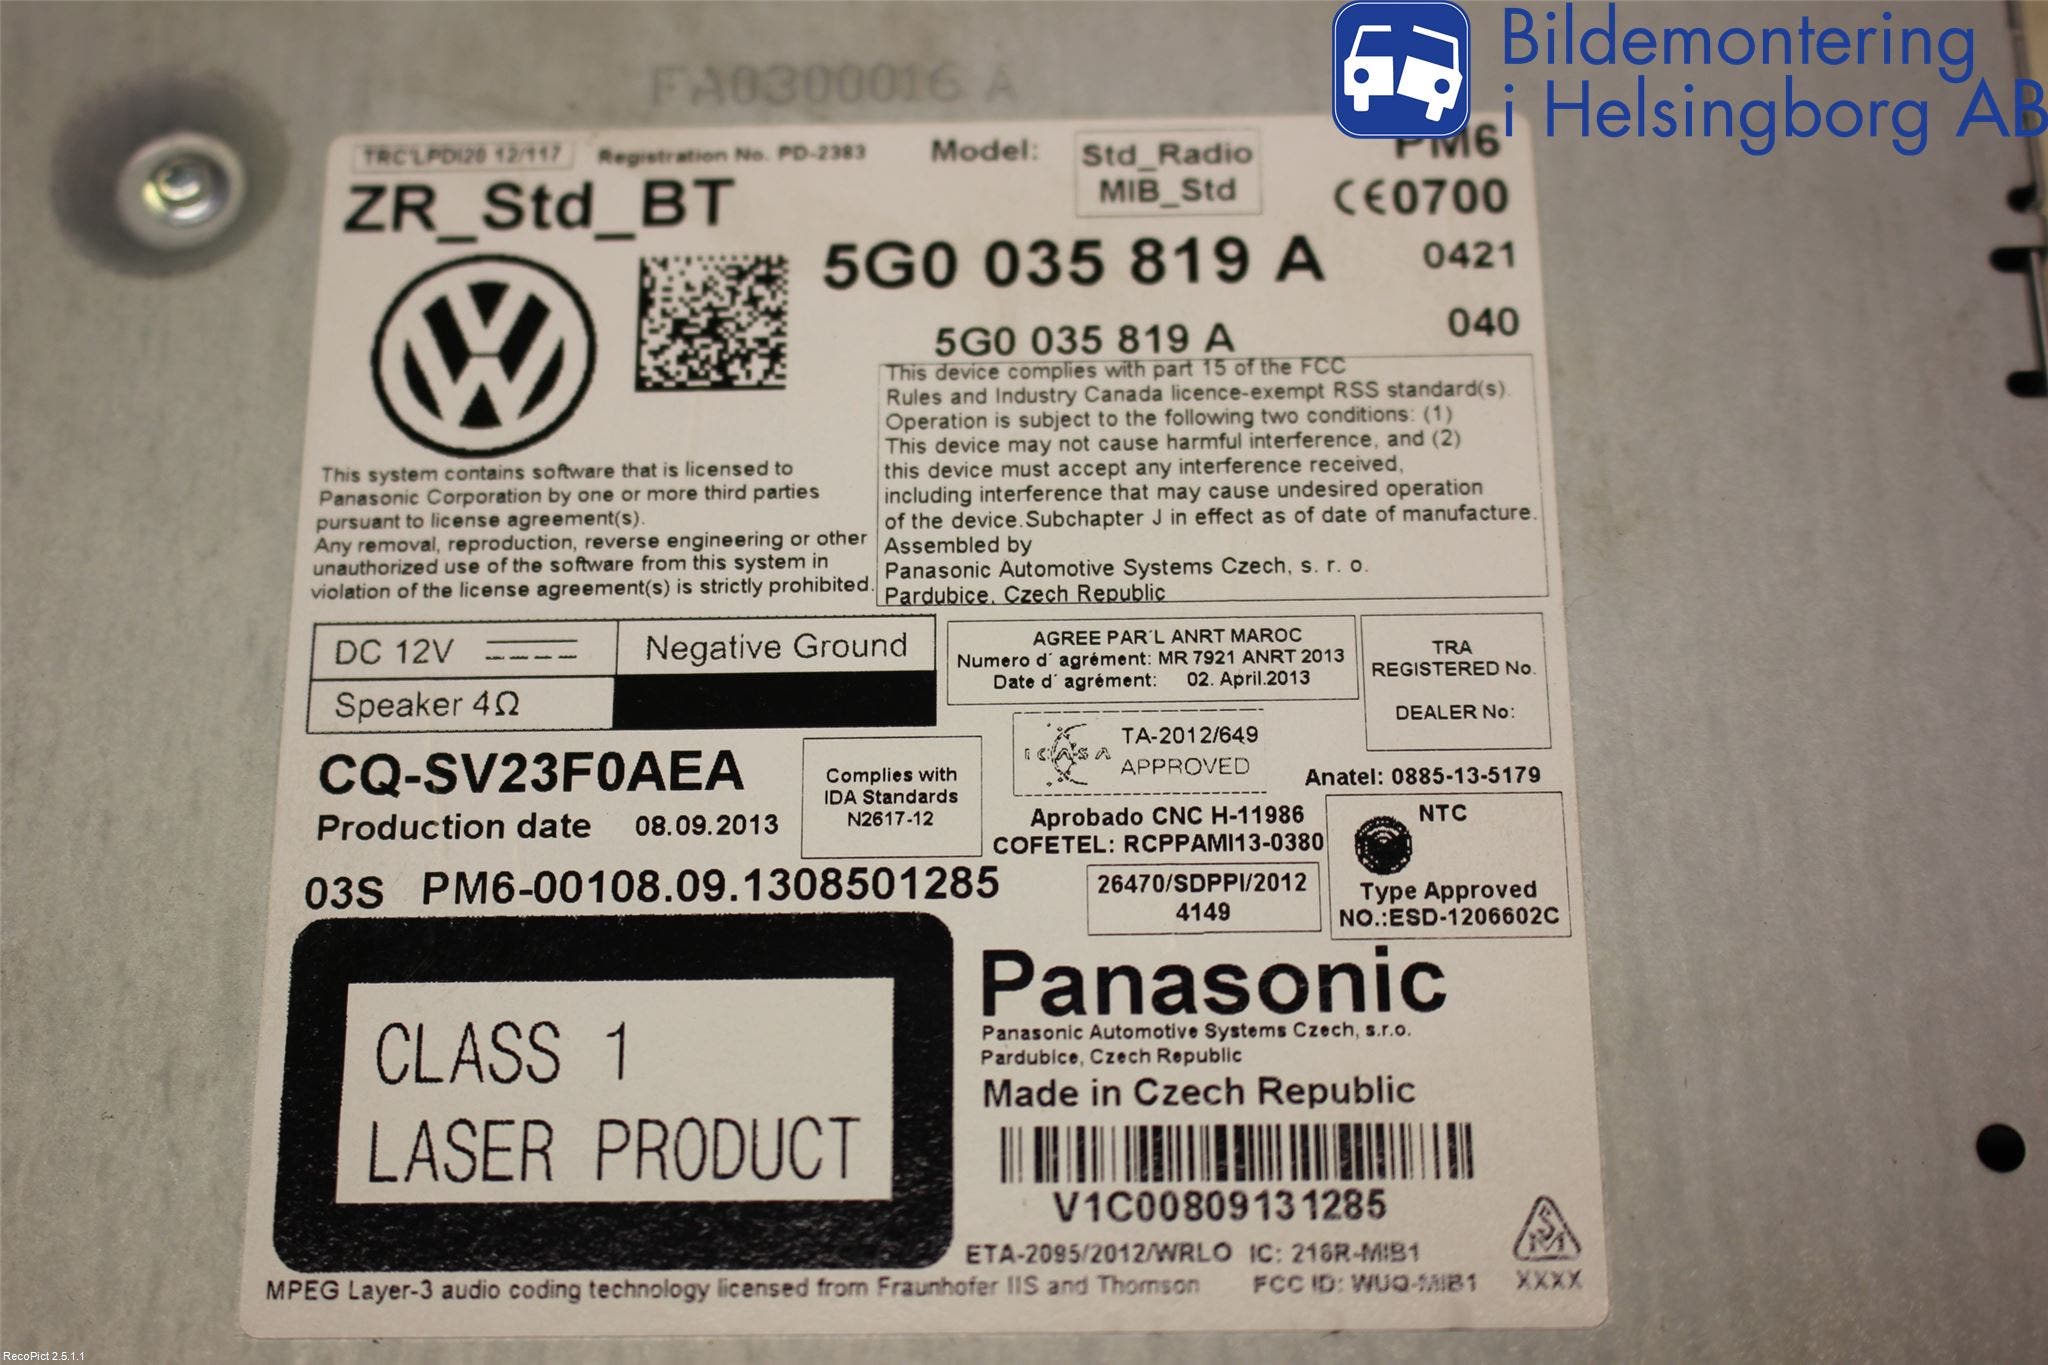 Bildemontering
i Helsingborg AB
FA0300016 A
TRC'LPDI20 12/117 Registration No. PD-2383 Model: Std_Radio PM6
ZR_Std_BT MIB_Std CE0700
5G0 035 819 A 0421
5G0 035 819 A 040
This device complies with part 15 of the FCC
Rules and Industry Canada licence-exempt RSS standard(s).
Operation is subject to the following two conditions: (1)
This device may not cause harmful interference, and (2)
this device must accept any interference received,
including interference that may cause undesired operation
of the device.Subchapter J in effect as of date of manufacture.
Assembled by
Panasonic Automotive Systems Czech, s. r. o.
Pardubice, Czech Republic
This system contains software that is licensed to
Panasonic Corporation by one or more third parties
pursuant to license agreement(s).
Any removal, reproduction, reverse engineering or other
unauthorized use of the software from this system in
violation of the license agreement(s) is strictly prohibited.
DC 12V Negative Ground
Speaker 4Ω
AGREE PAR´L ANRT MAROC
Numero d´ agrément: MR 7921 ANRT 2013
Date d´ agrément: 02. April.2013
TRA
REGISTERED No.
DEALER No:
ICASA TA-2012/649
APPROVED
CQ-SV23F0AEA
Production date 08.09.2013
Complies with
IDA Standards
N2617-12
Anatel: 0885-13-5179
Aprobado CNC H-11986
COFETEL: RCPPAMI13-0380
NTC
Type Approved
NO.:ESD-1206602C
03S PM6-00108.09.1308501285
26470/SDPPI/2012
4149
CLASS 1
LASER PRODUCT
Panasonic
Panasonic Automotive Systems Czech, s.r.o.
Pardubice, Czech Republic
Made in Czech Republic
V1C00809131285
ETA-2095/2012/WRLO IC: 216R-MIB1
MPEG Layer-3 audio coding technology licensed from Fraunhofer IIS and Thomson FCC ID: WUQ-MIB1
XXXX
RecoPict 2.5.1.1